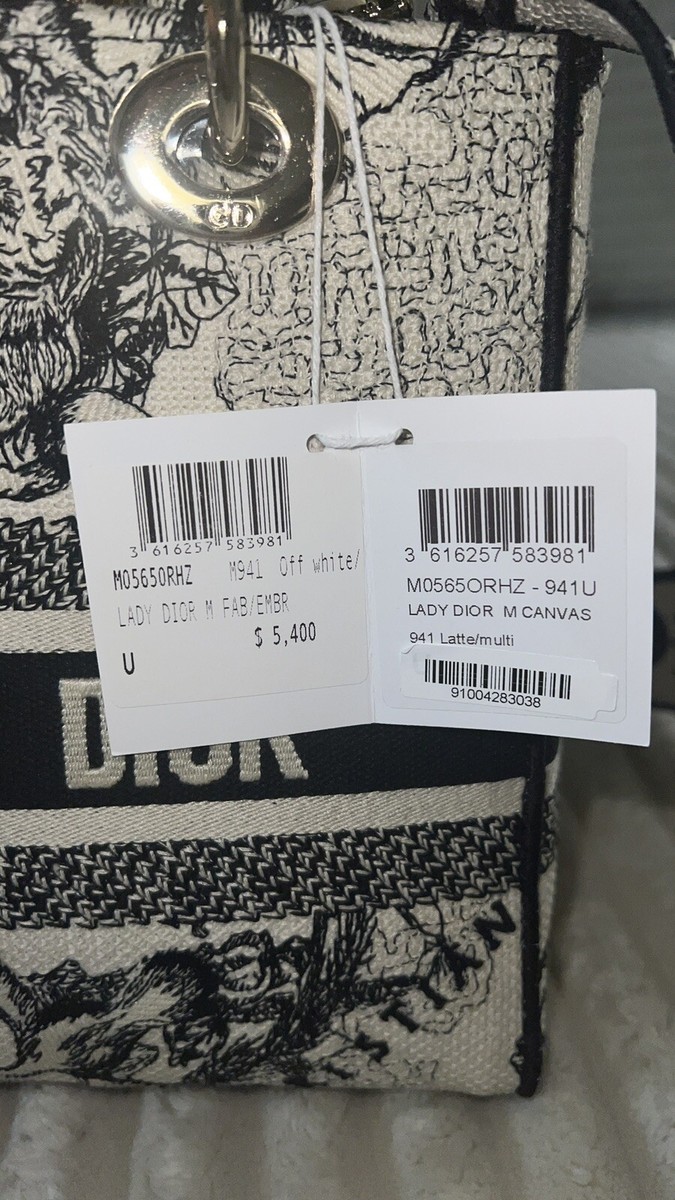 CD
3 616257 583981
M0565ORHZ M941 Off white/
LADY DIOR M FAB/EMBR
$ 5,400
U
3 616257 583981
M0565ORHZ - 941U
LADY DIOR M CANVAS
941 Latte/multi
91004283038
DIOR
STIAN